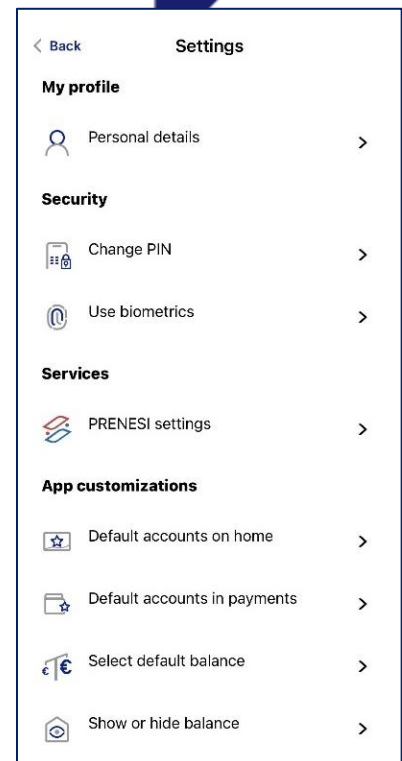 Back Settings
My profile
Personal details
Security
Change PIN
Use biometrics
Services
PRENESI settings
App customizations
Default accounts on home
Default accounts in payments
Select default balance
Show or hide balance